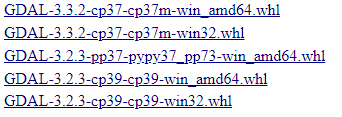 GDAL-3.3.2-cp37-cp37m-win_amd64.whl
GDAL-3.3.2-cp37-cp37m-win32.whl
GDAL-3.2.3-pp37-pypy37_pp73-win_amd64.whl
GDAL-3.2.3-cp39-cp39-win_amd64.whl
GDAL-3.2.3-cp39-cp39-win32.whl